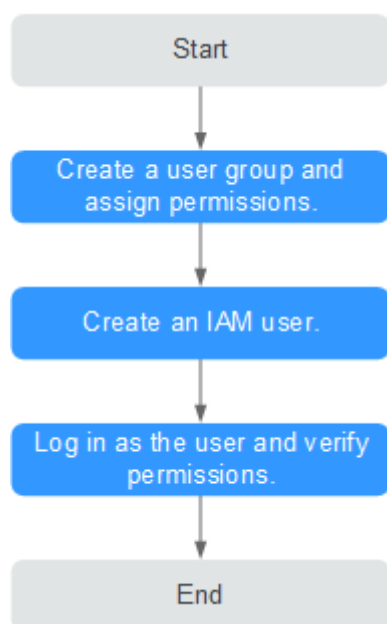 Start
Create a user group and
assign permissions.
Create an IAM user.
Log in as the user and verify
permissions.
End